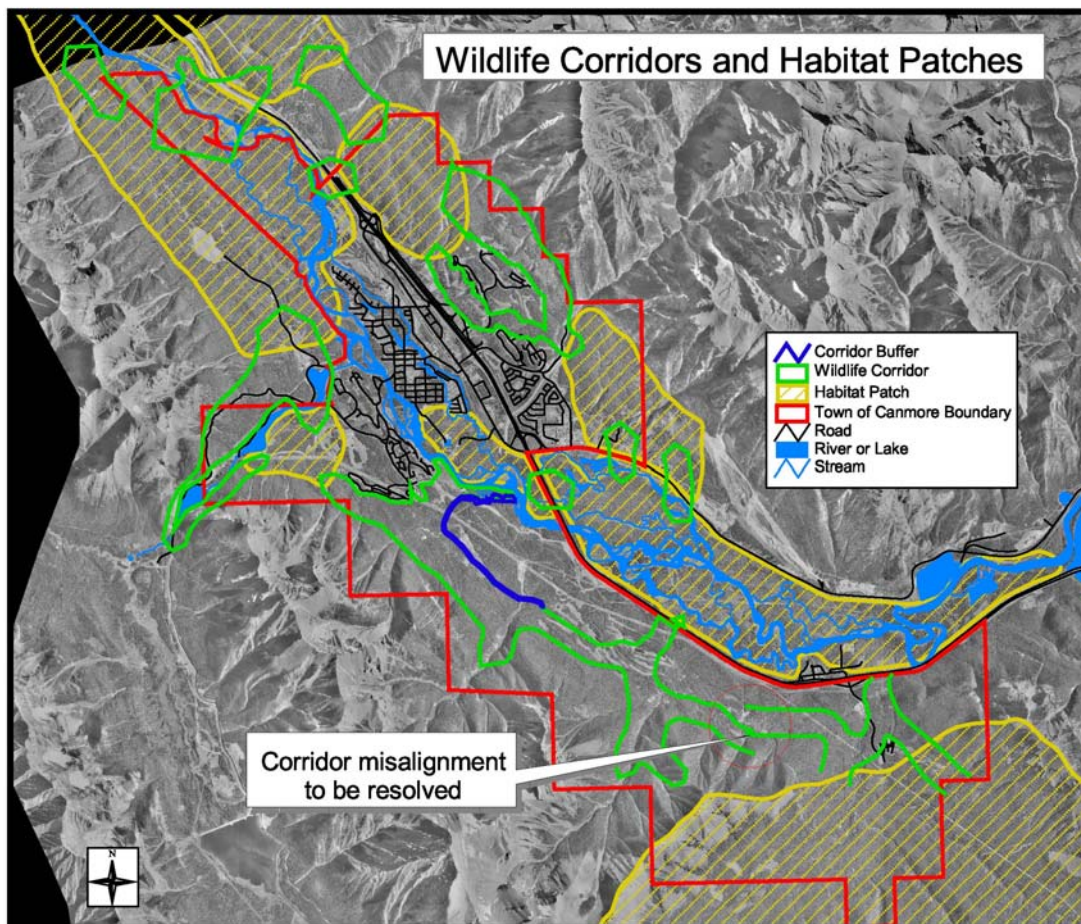 Wildlife Corridors and Habitat Patches
Corridor Buffer
Wildlife Corridor
Habitat Patch
Town of Canmore Boundary
Road
River or Lake
Stream
Corridor misalignment
to be resolved
N